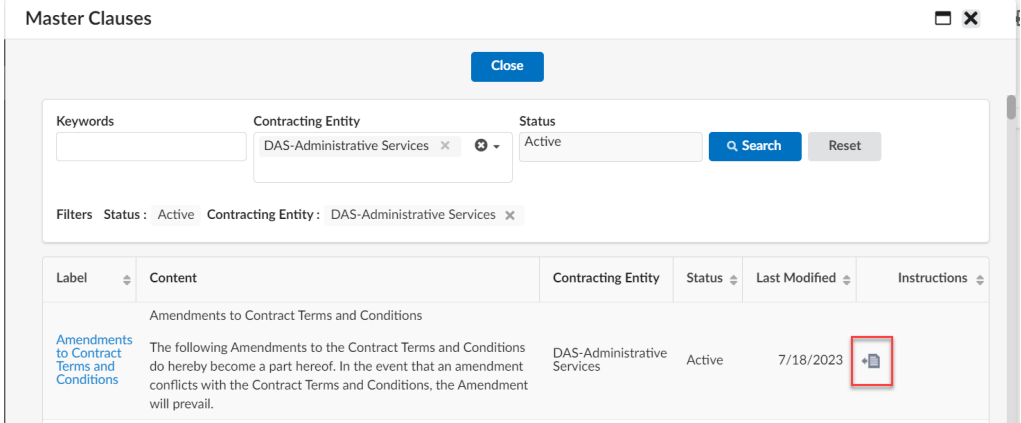 Master Clauses
Close
Keywords
Contracting Entity
Status
DAS-Administrative Services
Active
Search
Reset
Filters Status : Active Contracting Entity : DAS-Administrative Services
Label Content Contracting Entity Status Last Modified Instructions
Amendments
to Contract
Terms and
Conditions
Amendments to Contract Terms and Conditions
The following Amendments to the Contract Terms and Conditions
do hereby become a part hereof. In the event that an amendment
conflicts with the Contract Terms and Conditions, the Amendment
will prevail.
DAS-Administrative
Services
Active
7/18/2023